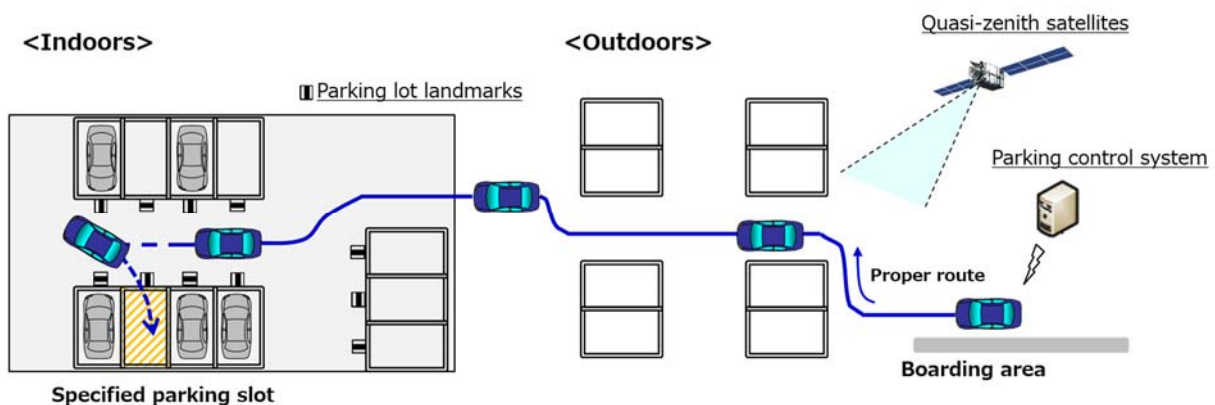 <Indoors>
<Outdoors>
Quasi-zenith satellites
Parking lot landmarks
Parking control system
Proper route
Boarding area
Specified parking slot